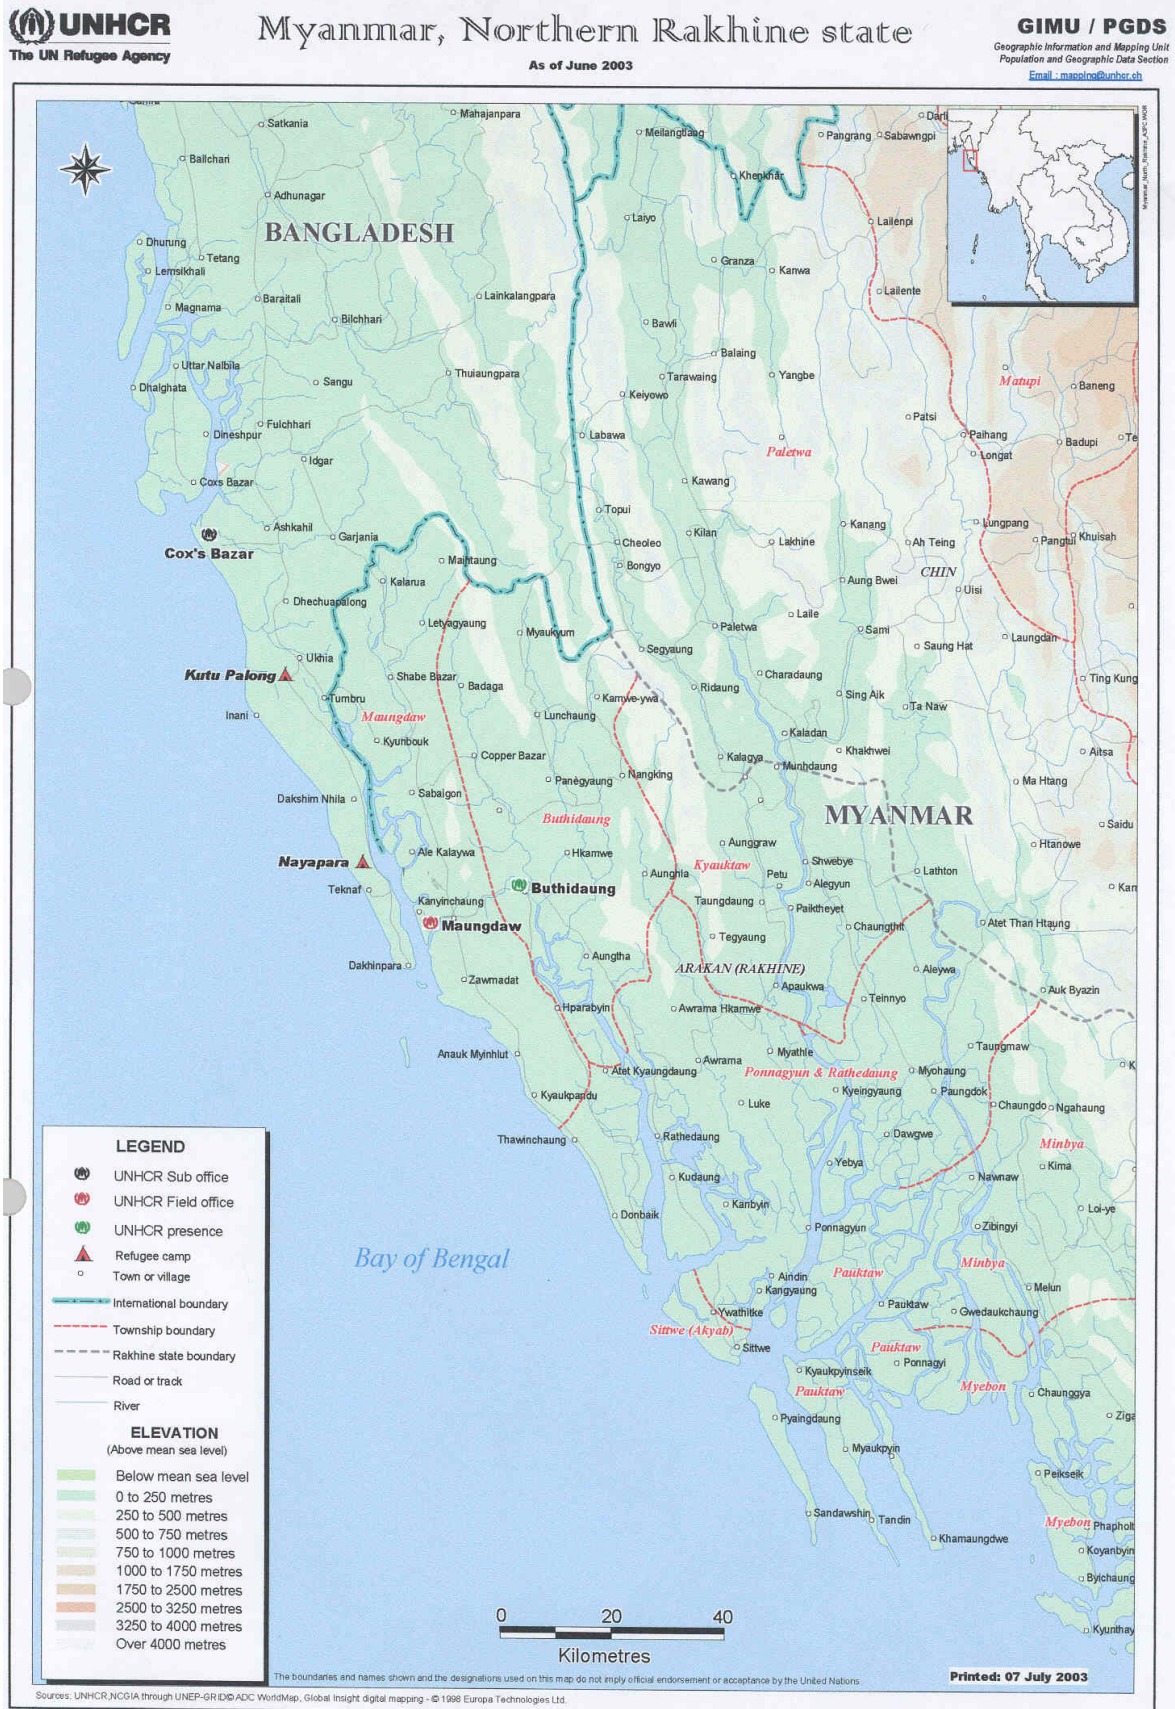 UNHCR
The UN Refugee Agency
Myanmar, Northern Rakhine state
As of June 2003
GIMU / PGDS
Geographic Information and Mapping Unit
Population and Geographic Data Section
Email : mapping@unhcr.ch
Satkania
Mahajanpara
Meilangtlang
Pangrang
Sabawngpi
Ballchari
Khenkhar
Adhunagar
Laiyo
Lailenpi
BANGLADESH
Dhurung
Tetang
Lemsikhali
Granza
Kanwa
Lailente
Magnama
Baraitali
Lainkalangpara
Bilchhari
Bawli
Balaing
Uttar Nalbila
Thuiaungpara
Tarawaing
Yangbe
Matupi
Baneng
Dhalghata
Sangu
Keiyowo
Patsi
Fulchhari
Dineshpur
Labawa
Paihang
Badupi
Te
Idgar
Paletwa
Longat
Coxs Bazar
Kawang
Topui
Ashkahil
Garjania
Kilan
Kanang
Lungpang
Cox's Bazar
Cheoleo
Lakhine
Ah Teing
Pangtui
Khuisah
Maihtaung
Bongyo
Kalarua
Aung Bwei
CHIN
Uisi
Dhechuapalong
Letyagyaung
Myaukyum
Paletwa
Laile
Sami
Laungdan
Segyaung
Saung Hat
Ukhia
Kutu Palong
Shabe Bazar
Badaga
Ridaung
Charadaung
Ting Kung
Tumbru
Kamwe-ywa
Sing Aik
Ta Naw
Inani
Maungdaw
Lunchaung
Kaladan
Kyunbouk
Copper Bazar
Kalagya
Khakhwei
Aitsa
Munhdaung
Panegyaung
Nangking
Ma Htang
Dakshim Nhila
Sabaigon
Buthidaung
MYANMAR
Saidu
Ale Kalaywa
Hkamwe
Aunggraw
Htanowe
Nayapara
Kyauktaw
Shwebye
Teknaf
Buthidaung
Aunghla
Petu
Alegyun
Lathton
Kan
Kanyinchaung
Taungdaung
Paiktheyet
Maungdaw
Chaungthit
Atet Than Htaung
Tegyaung
Dakhinpara
Aungtha
ARAKAN (RAKHINE)
Aleywa
Zawmadat
Apaukwa
Auk Byazin
Hparabyin
Awrama Hkamwe
Teinnyo
Anauk Myinhlut
Myathle
Taungmaw
Awrama
K
Atet Kyaungdaung
Ponnagyun & Rathedaung
Myohaung
Kyaukpandu
Luke
Kyeingyaung
Paungdok
Chaungdo
Ngahaung
Thawinchaung
Rathedaung
Dawgwe
Minbya
Yebya
Kima
Kudaung
Nawnaw
Kanbyin
Loi-ye
Donbaik
Ponnagyun
Zibingyi
Bay of Bengal
Minbya
Aindin
Pauktaw
Kangyaung
Melun
Pauktaw
Gwedaukchaung
Ywathitke
Sittwe (Akyab)
Sittwe
Pauktaw
Ponnagyi
Kyaukpyinseik
Pauktaw
Myebon
Chaunggya
Pyaingdaung
Ziga
Myaukpyin
Peikseik
Sandawshin
Tandin
Myebon
Phapholt
Khamaungdwe
Koyanbyin
Byichaung
Kyunthay
LEGEND
UNHCR Sub office
UNHCR Field office
UNHCR presence
Refugee camp
Town or village
International boundary
Township boundary
Rakhine state boundary
Road or track
River
ELEVATION
(Above mean sea level)
Below mean sea level
0 to 250 metres
250 to 500 metres
500 to 750 metres
750 to 1000 metres
1000 to 1750 metres
1750 to 2500 metres
2500 to 3250 metres
3250 to 4000 metres
Over 4000 metres
0 20 40
Kilometres
The boundaries and names shown and the designations used on this map do not imply official endorsement or acceptance by the United Nations.
Printed: 07 July 2003
Sources: UNHCR,NCGIA through UNEP-GRID© ADC WorldMap, Global Insight digital mapping - © 1998 Europa Technologies Ltd.